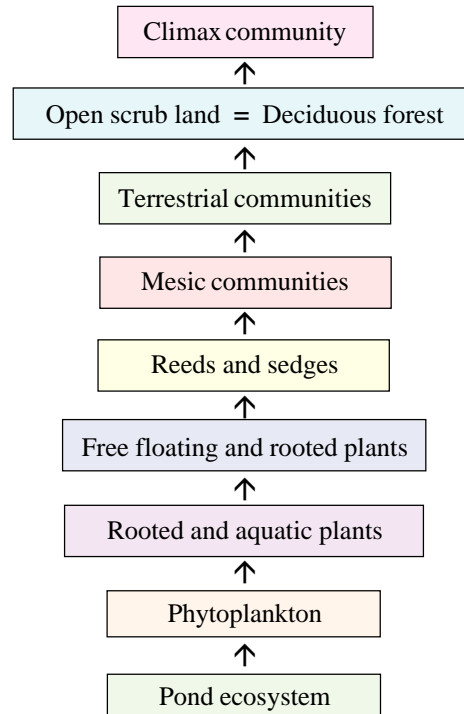 Climax community
Open scrub land = Deciduous forest
Terrestrial communities
Mesic communities
Reeds and sedges
Free floating and rooted plants
Rooted and aquatic plants
Phytoplankton
Pond ecosystem